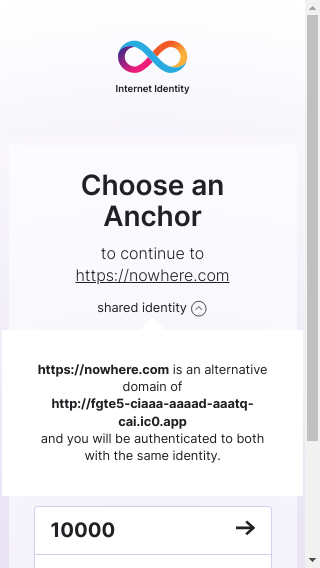 Internet Identity
Choose an
Anchor
to continue to
https://nowhere.com
shared identity
https://nowhere.com is an alternative
domain of
http://fgte5-ciaaa-aaaad-aaatq-
cai.ic0.app
and you will be authenticated to both
with the same identity.
10000